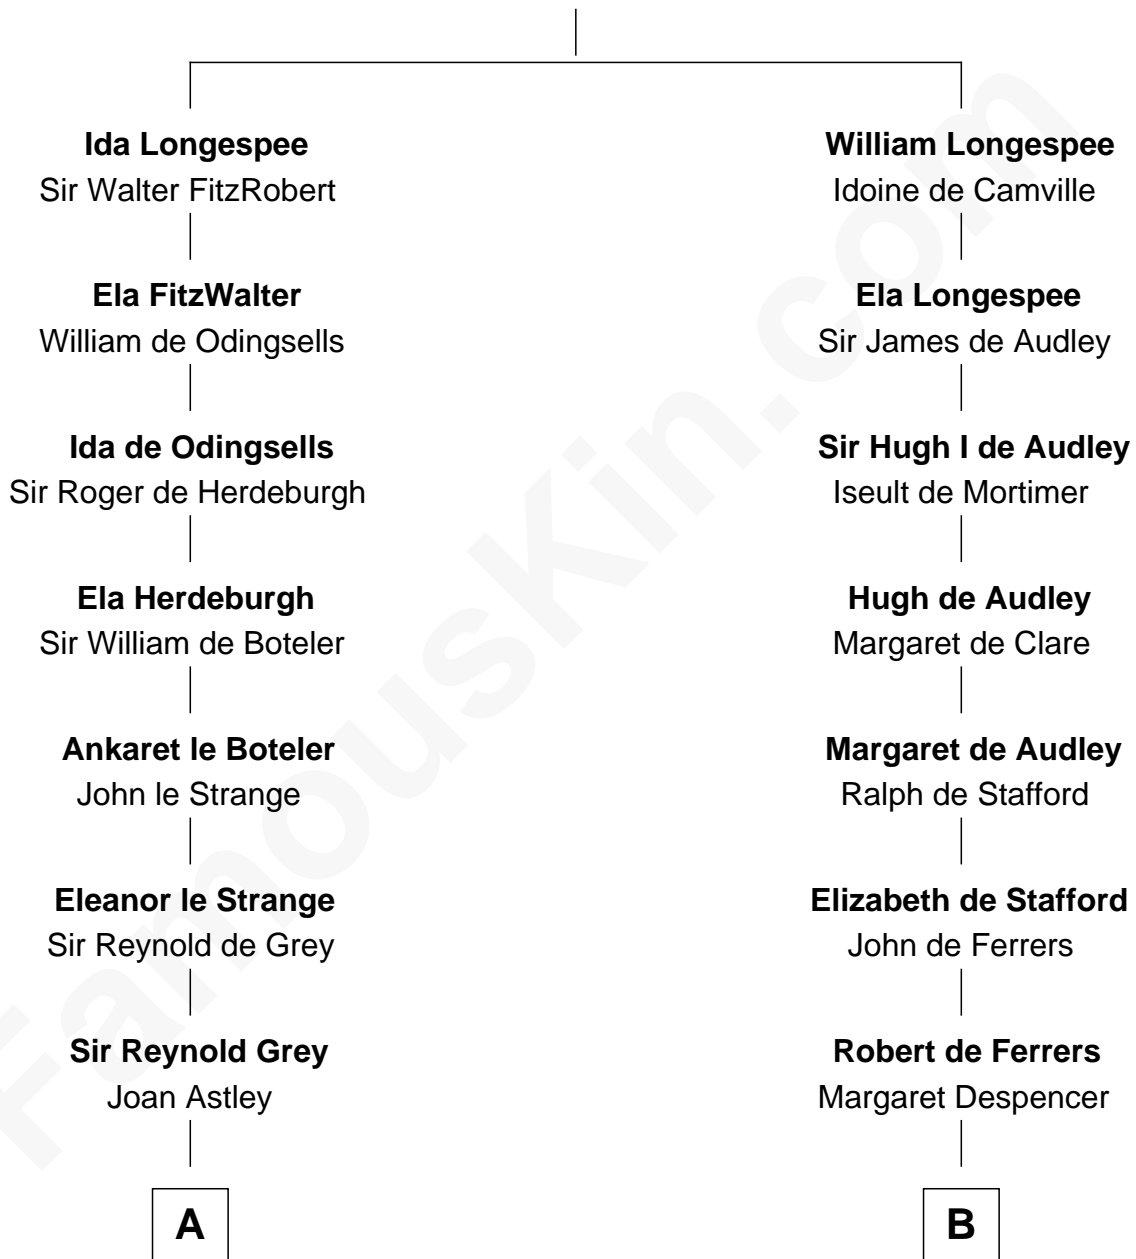 Ida Longespee
Sir Walter FitzRobert
Ela FitzWalter
William de Odingsells
Ida de Odingsells
Sir Roger de Herdeburgh
Ela Herdeburgh
Sir William de Boteler
Ankaret le Boteler
John le Strange
Eleanor le Strange
Sir Reynold de Grey
Sir Reynold Grey
Joan Astley
A
William Longespee
Idoine de Camville
Ela Longespee
Sir James de Audley
Sir Hugh I de Audley
Iseult de Mortimer
Hugh de Audley
Margaret de Clare
Margaret de Audley
Ralph de Stafford
Elizabeth de Stafford
John de Ferrers
Robert de Ferrers
Margaret Despencer
B
FamousKin.com